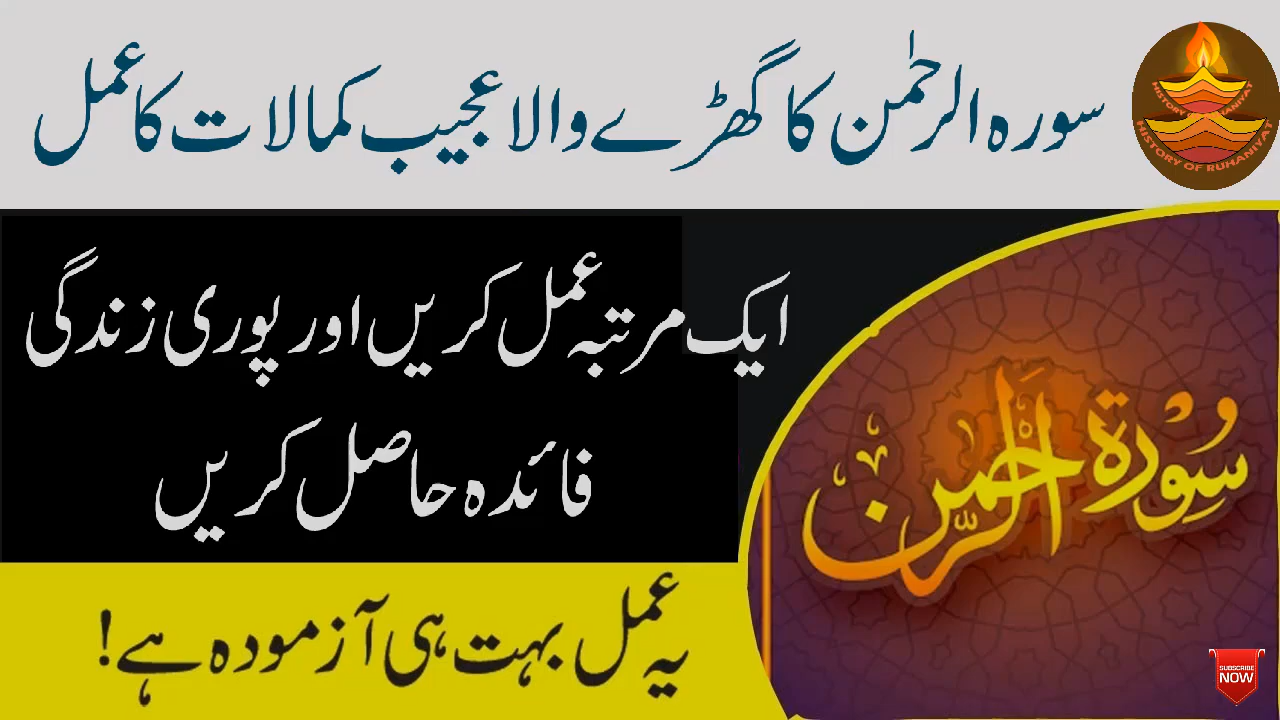 سورہ الرحمٰن کا گھڑے والا عجیب کمالات کا عمل
HISTORY OF RUHANIYAT
ایک مرتبہ عمل کریں اور پوری زندگی
فائدہ حاصل کریں
سُورَة الرَّحْمٰن
یہ عمل بہت ہی آزمودہ ہے!
SUBSCRIBE
NOW